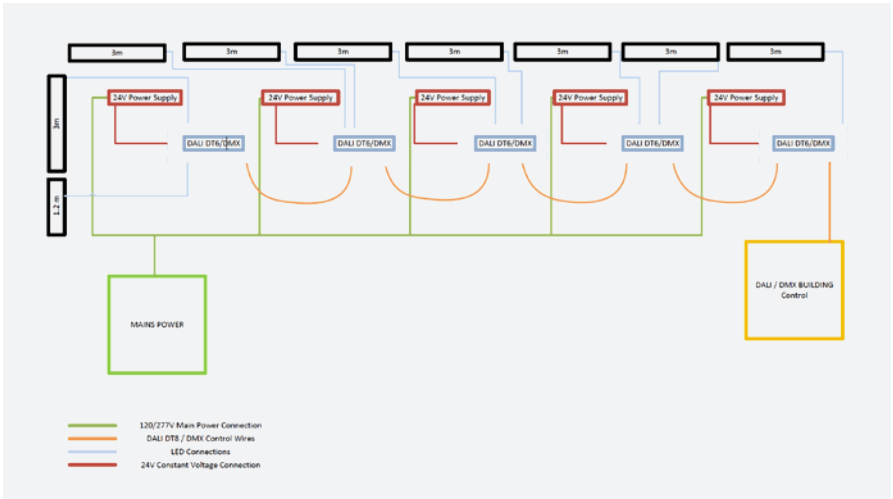 3m
3m
3m
3m
3m
3m
3m
3m
1.2 m
24V Power Supply
24V Power Supply
24V Power Supply
24V Power Supply
24V Power Supply
DALI DT6/DMX
DALI DT6/DMX
DALI DT6/DMX
DALI DT6/DMX
DALI DT6/DMX
MAINS POWER
DALI / DMX BUILDING
Control
120/277V Main Power Connection
DALI DT8 / DMX Control Wires
LED Connections
24V Constant Voltage Connection